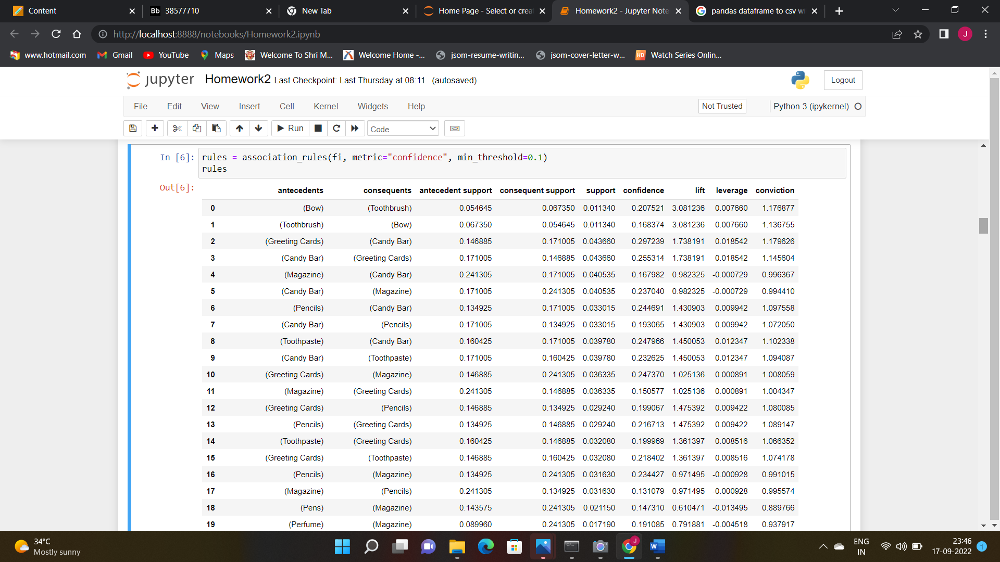 Content
Bb 38577710
New Tab
Home Page - Select or crea
Homework2 - Jupyter Note
pandas dataframe to csv wi
http://localhost:8888/notebooks/Homework2.ipynb
J
www.hotmail.com Gmail YouTube Maps Welcome To Shri M... Welcome Home -... jsom-resume-writin... jsom-cover-letter-w... HD Watch Series Onlin...
jupyter Homework2 Last Checkpoint: Last Thursday at 08:11 (autosaved) Logout
File Edit View Insert Cell Kernel Widgets Help Not Trusted Python 3 (ipykernel)
Run Code
In [6]: rules = association_rules(fi, metric="confidence", min_threshold=0.1)
rules
Out[6]:
antecedents consequents antecedent support consequent support support confidence lift leverage conviction
0 (Bow) (Toothbrush) 0.054645 0.067350 0.011340 0.207521 3.081236 0.007660 1.176877
1 (Toothbrush) (Bow) 0.067350 0.054645 0.011340 0.168374 3.081236 0.007660 1.136755
2 (Greeting Cards) (Candy Bar) 0.146885 0.171005 0.043660 0.297239 1.738191 0.018542 1.179626
3 (Candy Bar) (Greeting Cards) 0.171005 0.146885 0.043660 0.255314 1.738191 0.018542 1.145604
4 (Magazine) (Candy Bar) 0.241305 0.171005 0.040535 0.167982 0.982325 -0.000729 0.996367
5 (Candy Bar) (Magazine) 0.171005 0.241305 0.040535 0.237040 0.982325 -0.000729 0.994410
6 (Pencils) (Candy Bar) 0.134925 0.171005 0.033015 0.244691 1.430903 0.009942 1.097558
7 (Candy Bar) (Pencils) 0.171005 0.134925 0.033015 0.193065 1.430903 0.009942 1.072050
8 (Toothpaste) (Candy Bar) 0.160425 0.171005 0.039780 0.247966 1.450053 0.012347 1.102338
9 (Candy Bar) (Toothpaste) 0.171005 0.160425 0.039780 0.232625 1.450053 0.012347 1.094087
10 (Greeting Cards) (Magazine) 0.146885 0.241305 0.036335 0.247370 1.025136 0.000891 1.008059
11 (Magazine) (Greeting Cards) 0.241305 0.146885 0.036335 0.150577 1.025136 0.000891 1.004347
12 (Greeting Cards) (Pencils) 0.146885 0.134925 0.029240 0.199067 1.475392 0.009422 1.080085
13 (Pencils) (Greeting Cards) 0.134925 0.146885 0.029240 0.216713 1.475392 0.009422 1.089147
14 (Toothpaste) (Greeting Cards) 0.160425 0.146885 0.032080 0.199969 1.361397 0.008516 1.066352
15 (Greeting Cards) (Toothpaste) 0.146885 0.160425 0.032080 0.218402 1.361397 0.008516 1.074178
16 (Pencils) (Magazine) 0.134925 0.241305 0.031630 0.234427 0.971495 -0.000928 0.991015
17 (Magazine) (Pencils) 0.241305 0.134925 0.031630 0.131079 0.971495 -0.000928 0.995574
18 (Pens) (Magazine) 0.143575 0.241305 0.021150 0.147310 0.610471 -0.013495 0.889766
19 (Perfume) (Magazine) 0.089960 0.241305 0.017190 0.191085 0.791881 -0.004518 0.937917
34°C
Mostly sunny
J
W
ENG
IN
23:46
17-09-2022
1